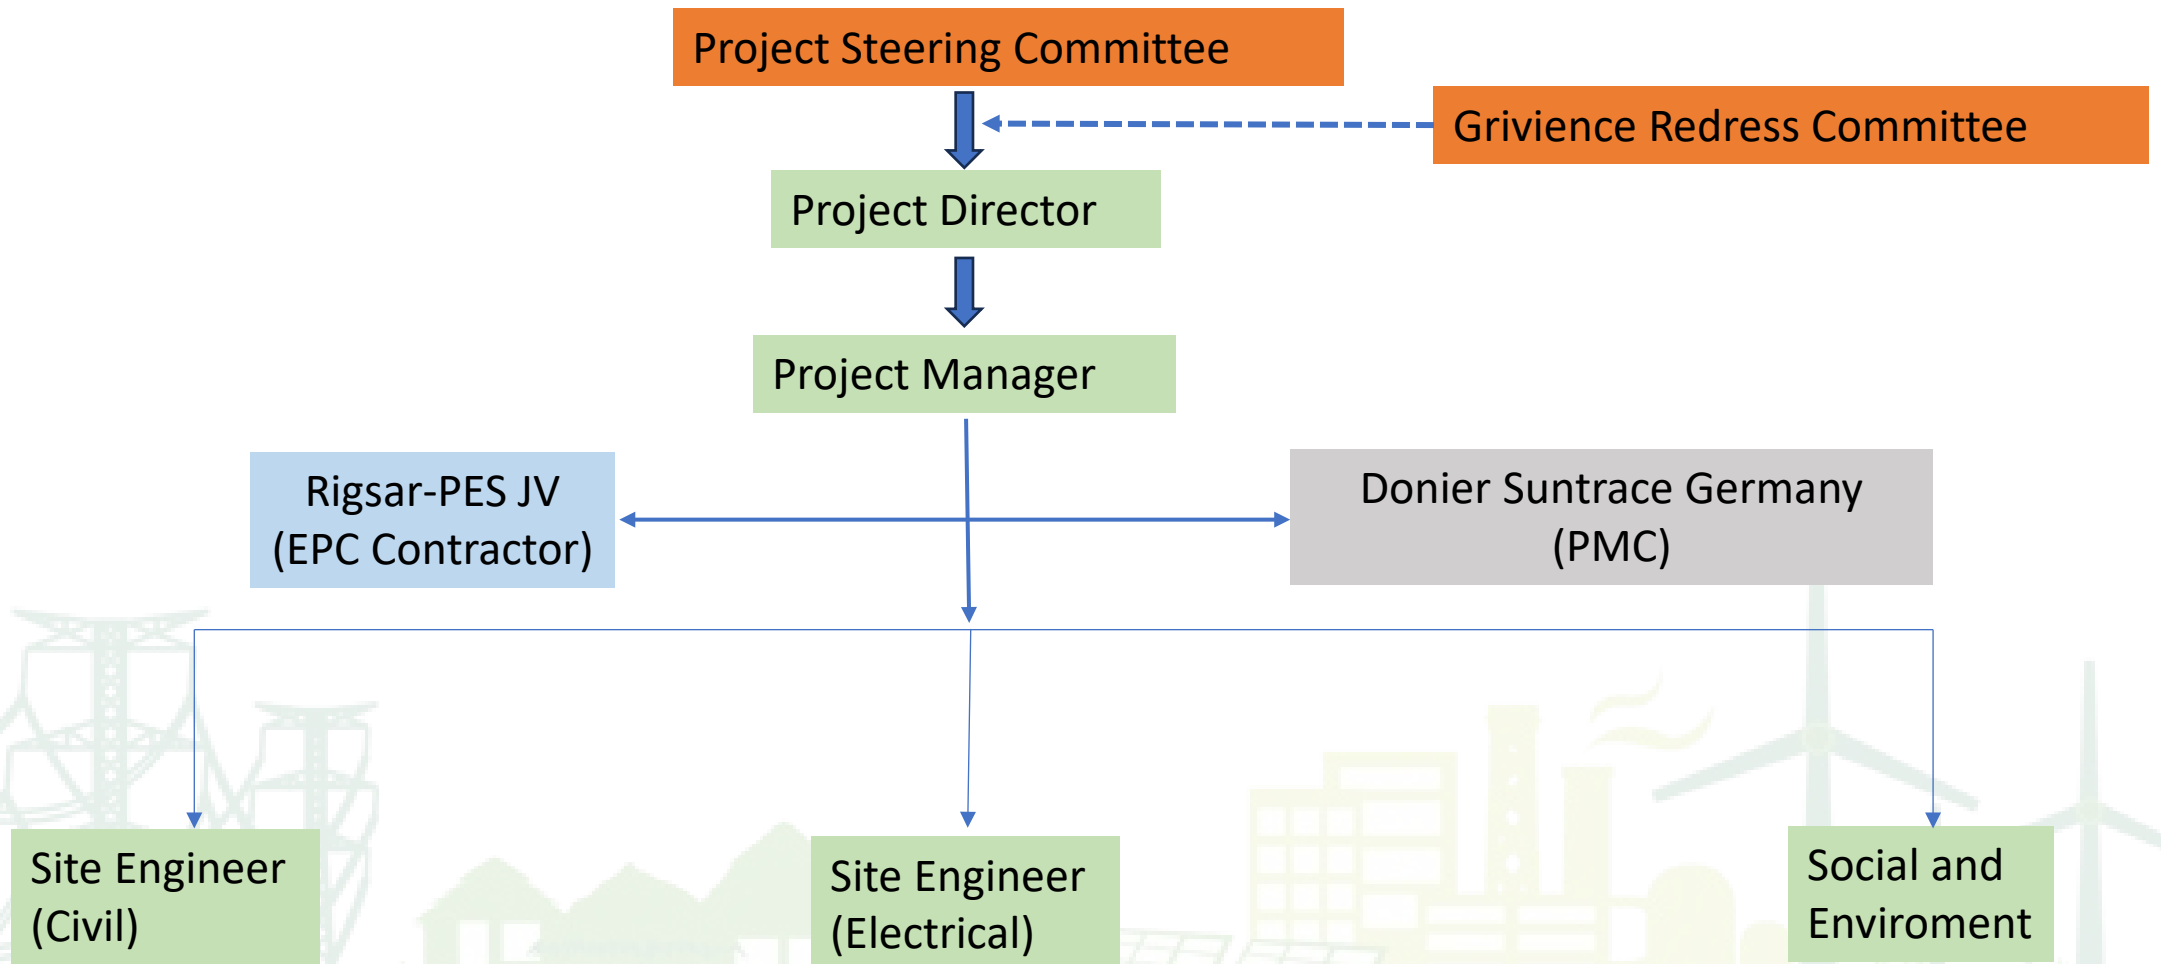 Project Steering Committee
Grivience Redress Committee
Project Director
Project Manager
Rigsar-PES JV
(EPC Contractor)
Donier Suntrace Germany
(PMC)
Site Engineer
(Civil)
Site Engineer
(Electrical)
Social and
Enviroment